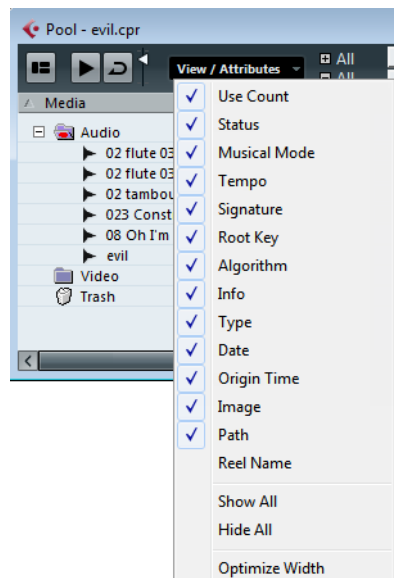 Pool - evil.cpr
View / Attributes
All
All
Media
Audio
02 flute 03
02 flute 03
02 tambou
023 Const
08 Oh I'm
evil
Video
Trash
Use Count
Status
Musical Mode
Tempo
Signature
Root Key
Algorithm
Info
Type
Date
Origin Time
Image
Path
Reel Name
Show All
Hide All
Optimize Width